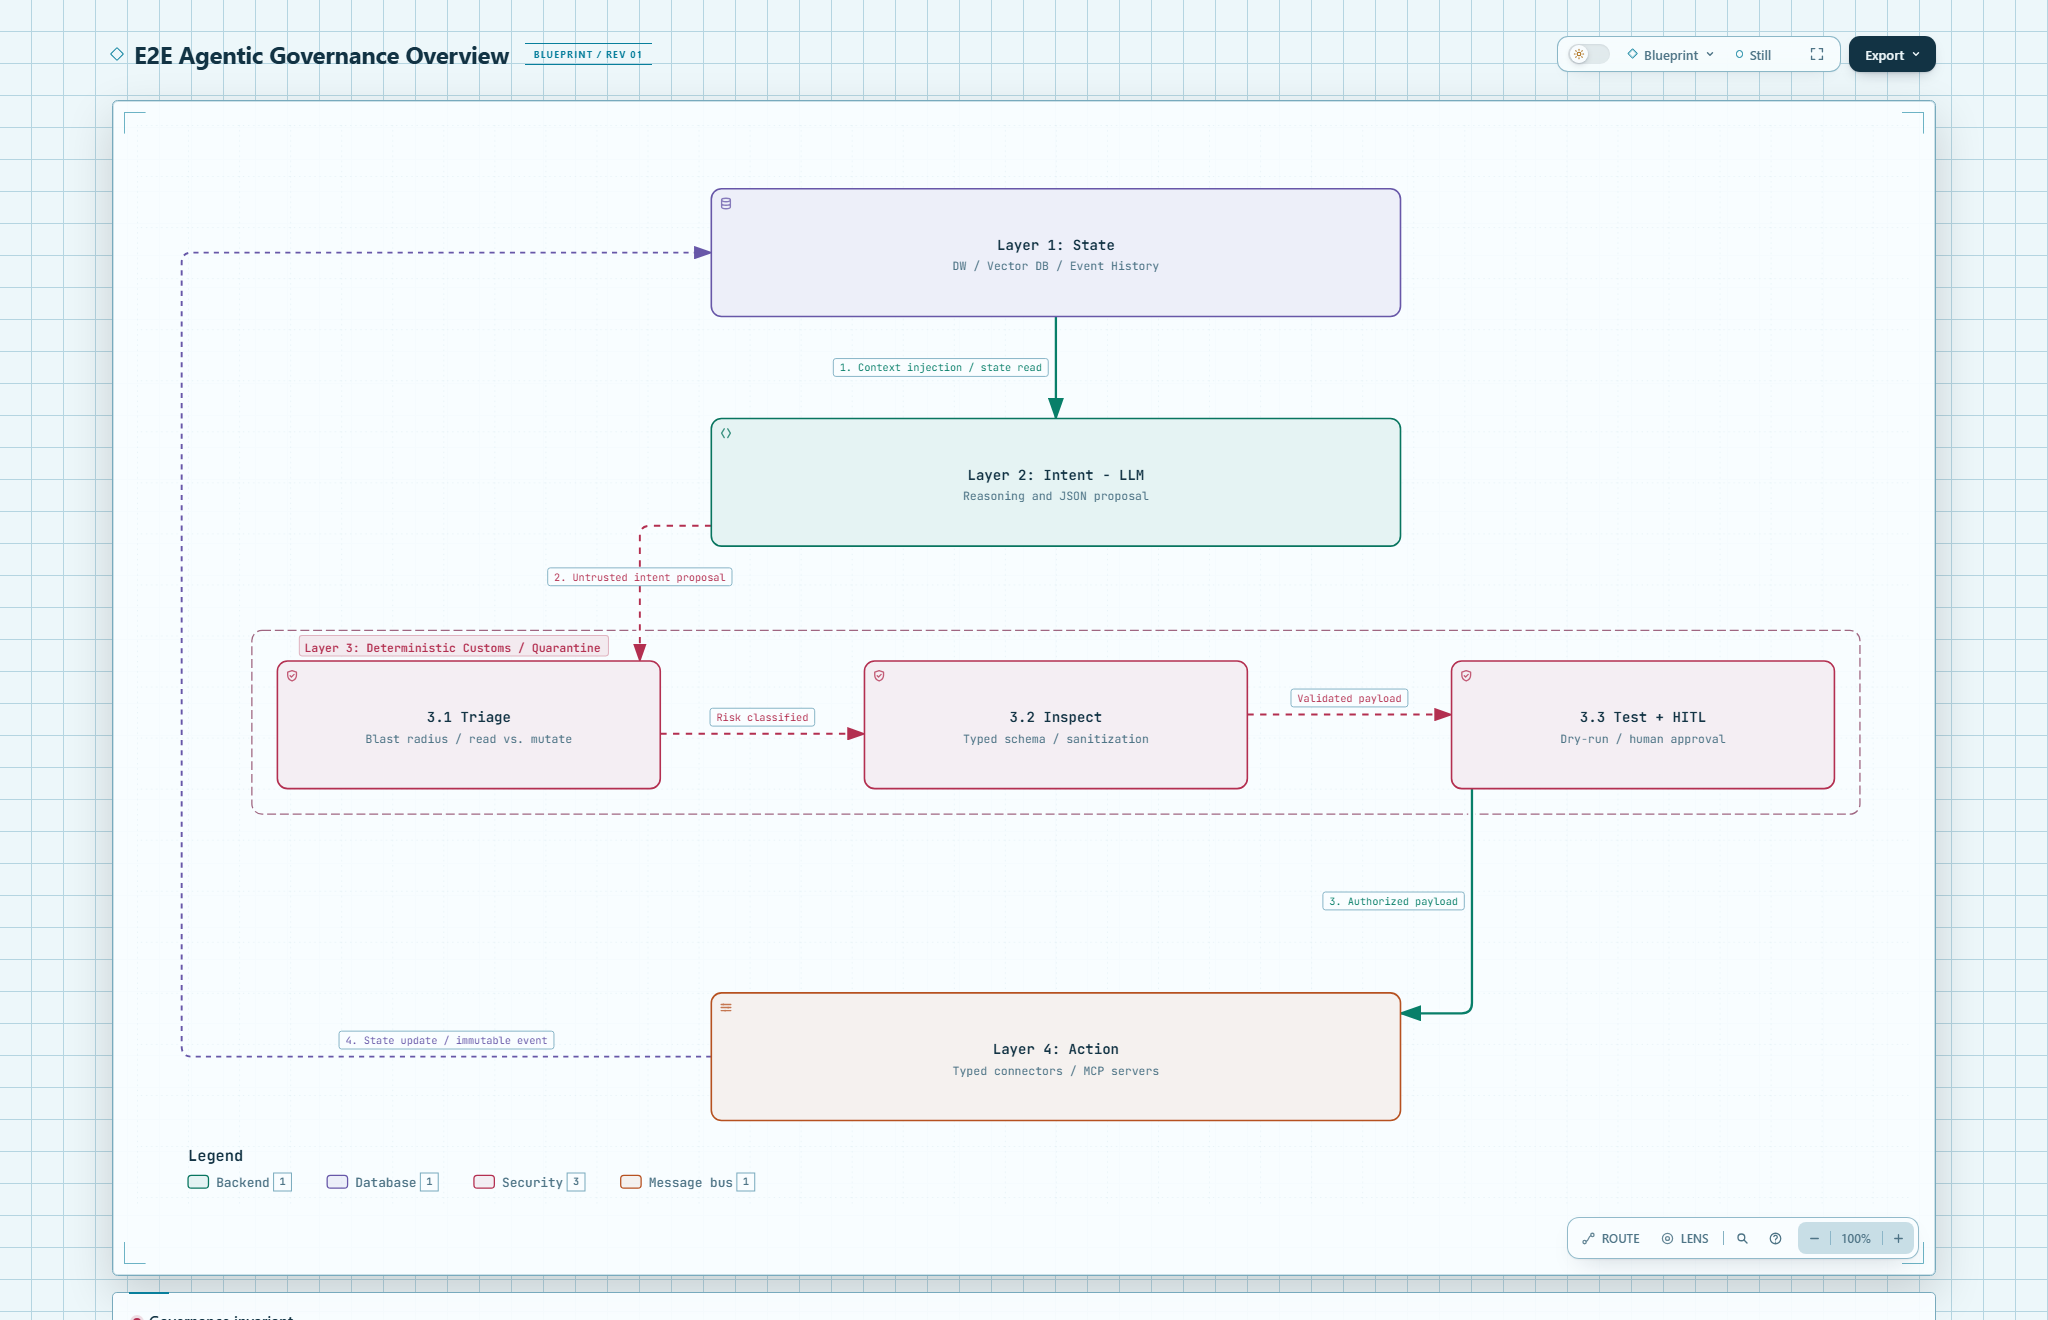 E2E Agentic Governance Overview
BLUEPRINT / REV 01
Blueprint
Still
Export
Layer 1: State
DW / Vector DB / Event History
1. Context injection / state read
Layer 2: Intent - LLM
Reasoning and JSON proposal
2. Untrusted intent proposal
Layer 3: Deterministic Customs / Quarantine
3.1 Triage
Blast radius / read vs. mutate
Risk classified
3.2 Inspect
Typed schema / sanitization
Validated payload
3.3 Test + HITL
Dry-run / human approval
3. Authorized payload
Layer 4: Action
Typed connectors / MCP servers
4. State update / immutable event
Legend
Backend 1
Database 1
Security 3
Message bus 1
ROUTE
LENS
100%
Governance invariant